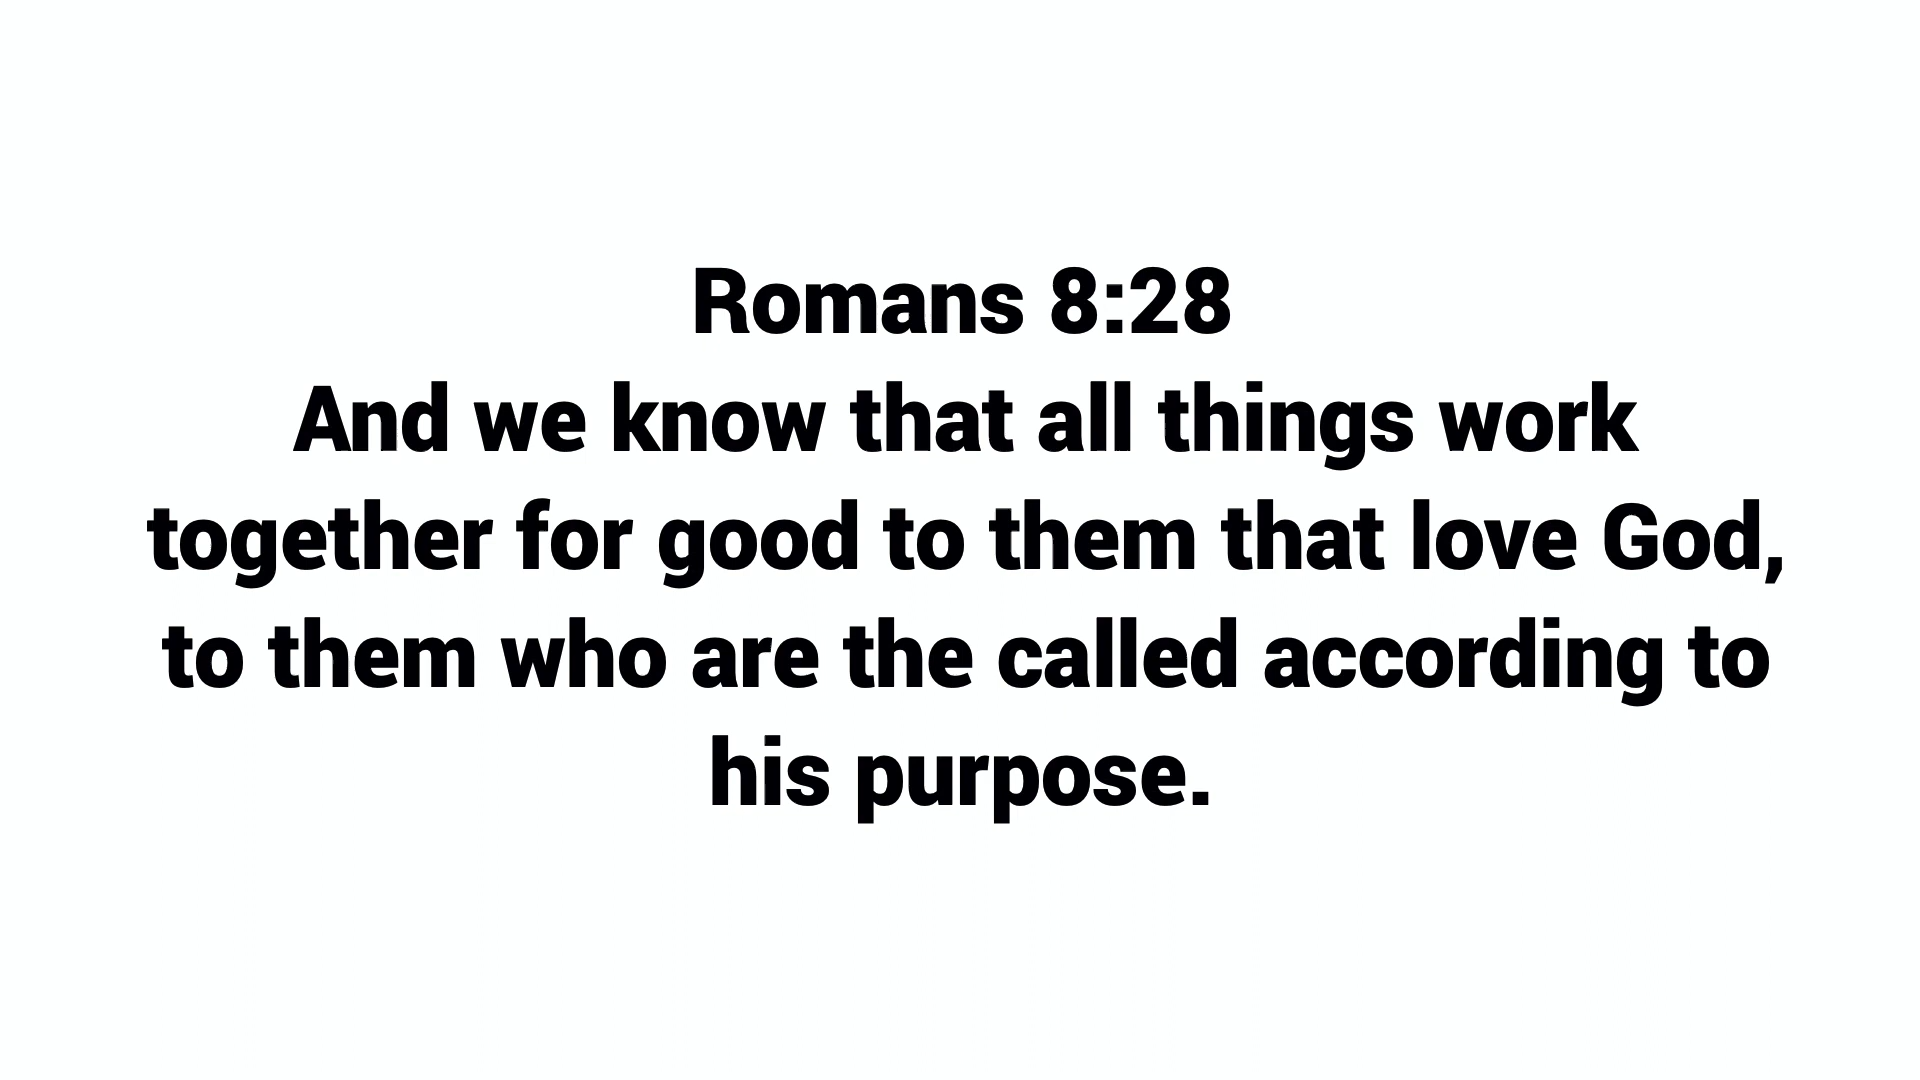 Romans 8:28
And we know that all things work
together for good to them that love God,
to them who are the called according to
his purpose.